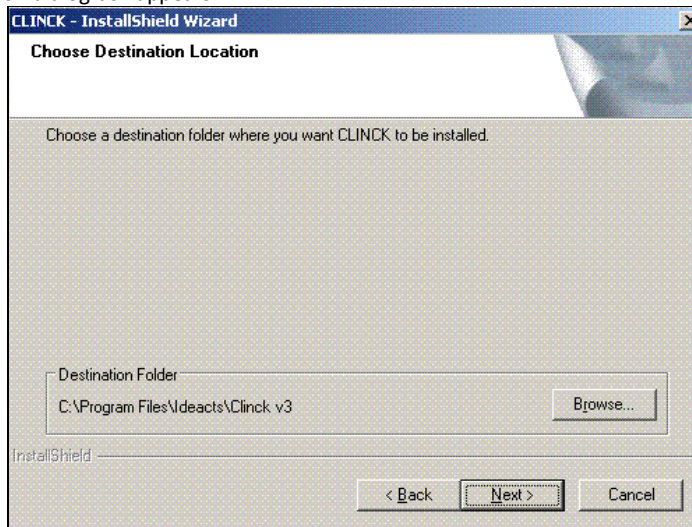 CLINCK - InstallShield Wizard
Choose Destination Location
Choose a destination folder where you want CLINCK to be installed.
Destination Folder
C:\Program Files\Ideacts\Clinck v3
Browse...
InstallShield
< Back
Next >
Cancel